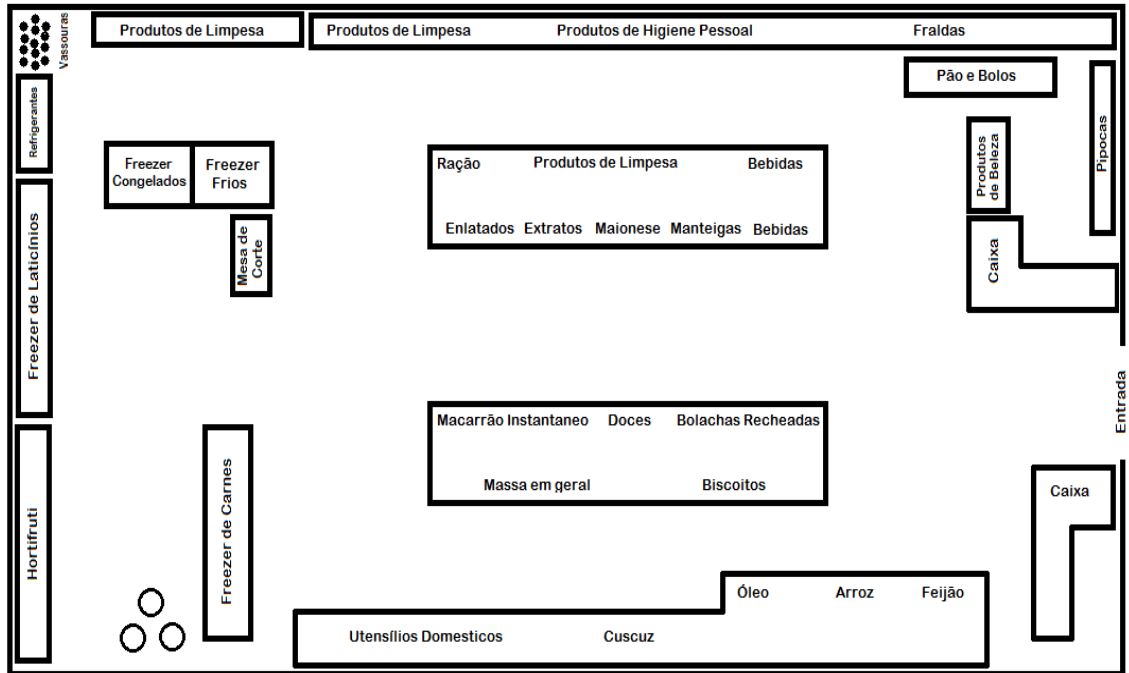 Produtos de Limpesa
Produtos de Limpesa Produtos de Higiene Pessoal Fraldas
Vassouras
Pão e Bolos
Refrigerantes
Pipocas
Produtos
de Beleza
Freezer
Congelados
Freezer
Frios
Ração Produtos de Limpesa Bebidas
Enlatados Extratos Maionese Manteigas Bebidas
Mesa de
Corte
Caixa
Freezer de Laticínios
Entrada
Macarrão Instantaneo Doces Bolachas Recheadas
Massa em geral Biscoitos
Caixa
Hortifruti
Freezer de Carnes
Óleo Arroz Feijão
Utensílios Domesticos Cuscuz